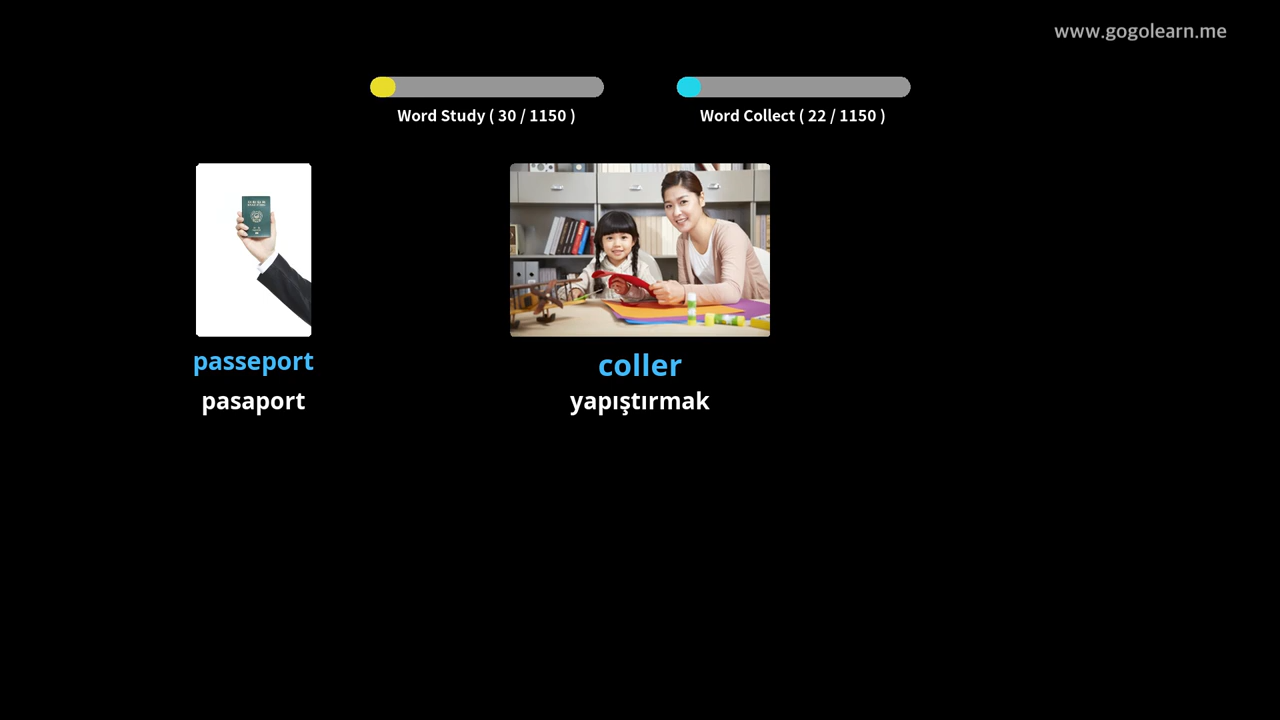 www.gogolearn.me
Word Study ( 30 / 1150 )
Word Collect ( 22 / 1150 )
passeport
pasaport
coller
yapıştırmak